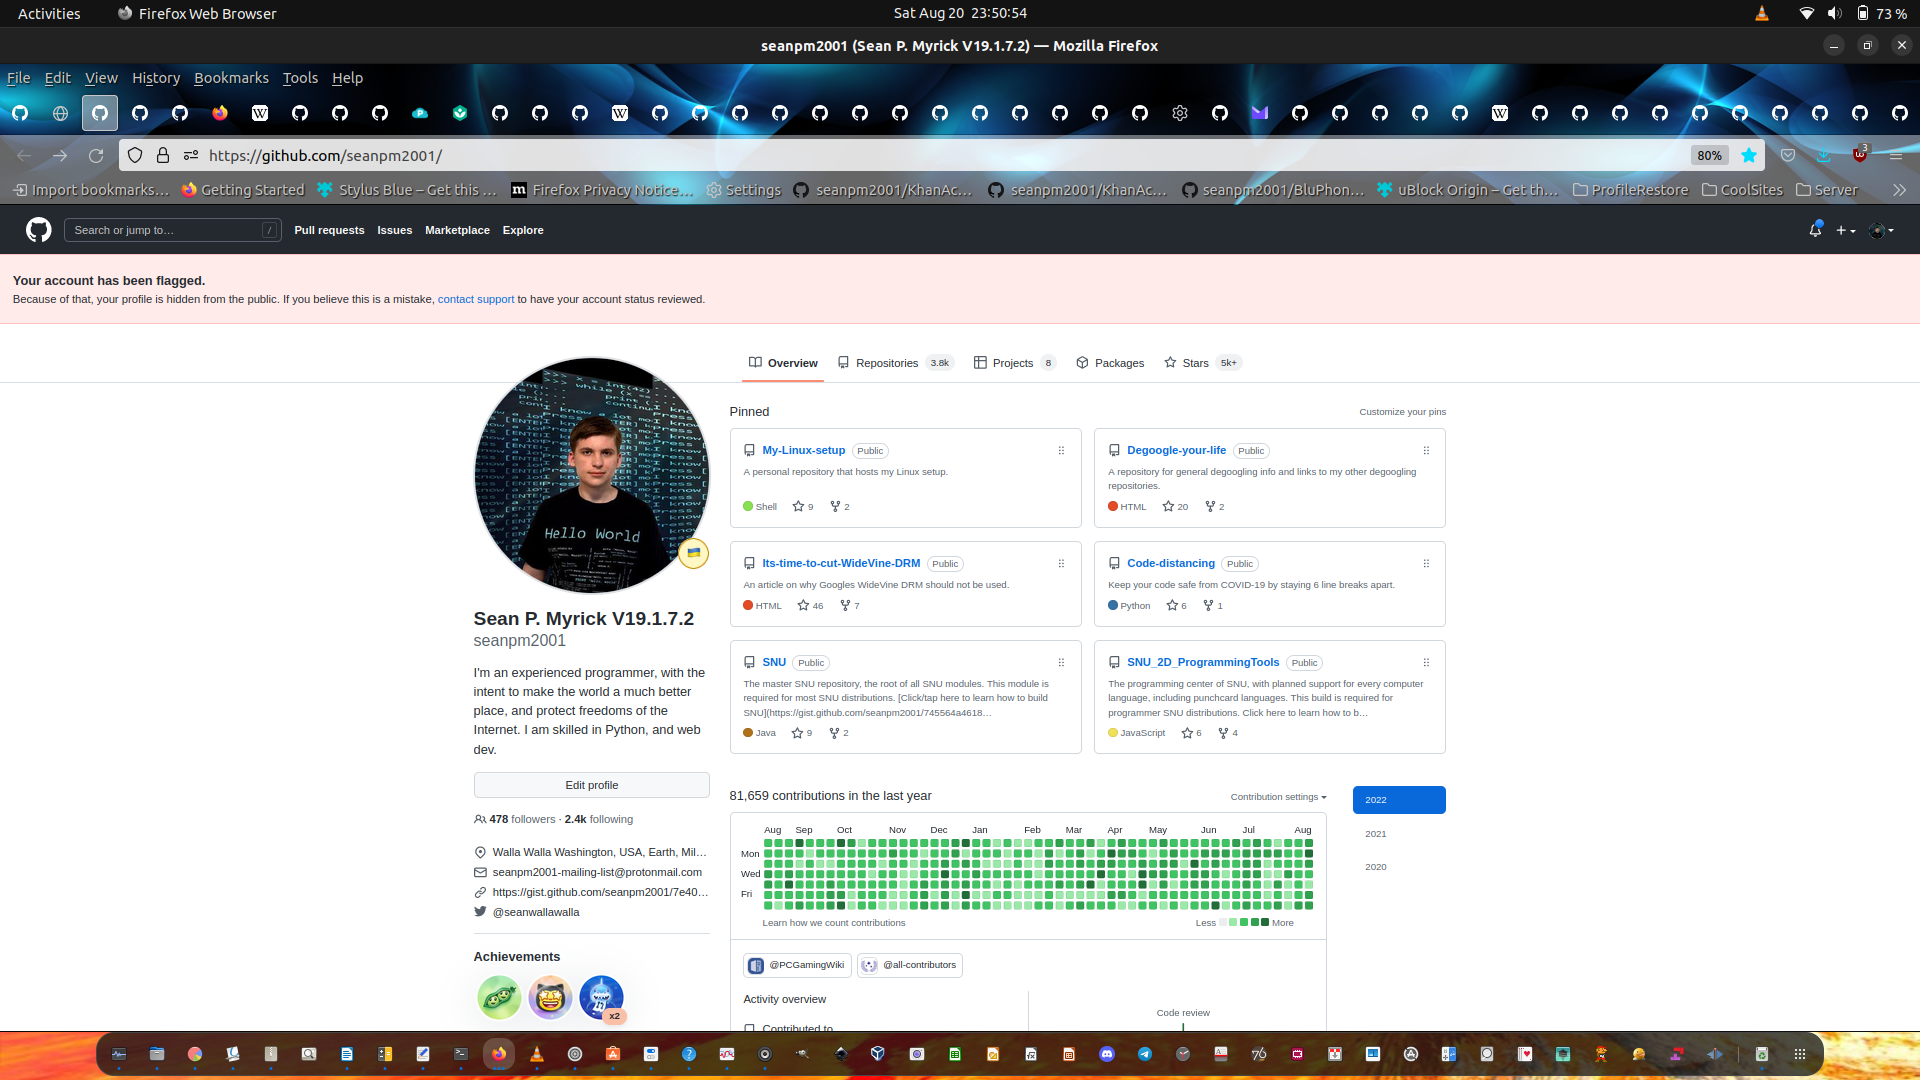 Activities
Firefox Web Browser
Sat Aug 20 23:50:54
73 %
seanpm2001 (Sean P. Myrick V19.1.7.2) — Mozilla Firefox
File Edit View History Bookmarks Tools Help
https://github.com/seanpm2001/
80%
3
Import bookmarks…
Getting Started
Stylus Blue – Get this …
Firefox Privacy Notice…
Settings
seanpm2001/KhanAc…
seanpm2001/KhanAc…
seanpm2001/BluPhon…
uBlock Origin – Get th…
ProfileRestore
CoolSites
Server
Search or jump to…
/
Pull requests
Issues
Marketplace
Explore
Your account has been flagged.
Because of that, your profile is hidden from the public. If you believe this is a mistake, contact support to have your account status reviewed.
Overview
Repositories 3.8k
Projects 8
Packages
Stars 5k+
Hello World
Sean P. Myrick V19.1.7.2
seanpm2001
I'm an experienced programmer, with the
intent to make the world a much better
place, and protect freedoms of the
Internet. I am skilled in Python, and web
dev.
Edit profile
478 followers · 2.4k following
Walla Walla Washington, USA, Earth, Mil…
seanpm2001-mailing-list@protonmail.com
https://gist.github.com/seanpm2001/7e40…
@seanwallawalla
Achievements
x2
Pinned
Customize your pins
My-Linux-setup Public
A personal repository that hosts my Linux setup.
Shell 9 2
Degoogle-your-life Public
A repository for general degoogling info and links to my other degoogling
repositories.
HTML 20 2
Its-time-to-cut-WideVine-DRM Public
An article on why Googles WideVine DRM should not be used.
HTML 46 7
Code-distancing Public
Keep your code safe from COVID-19 by staying 6 line breaks apart.
Python 6 1
SNU Public
The master SNU repository, the root of all SNU modules. This module is
required for most SNU distributions. [Click/tap here to learn how to build
SNU](https://gist.github.com/seanpm2001/745564a4618…
Java 9 2
SNU_2D_ProgrammingTools Public
The programming center of SNU, with planned support for every computer
language, including punchcard languages. This build is required for
programmer SNU distributions. Click here to learn how to b…
JavaScript 6 4
81,659 contributions in the last year
Contribution settings
2022
2021
2020
Aug Sep Oct Nov Dec Jan Feb Mar Apr May Jun Jul Aug
Mon
Wed
Fri
Learn how we count contributions
Less More
@PCGamingWiki
@all-contributors
Activity overview
Contributed to
Code review